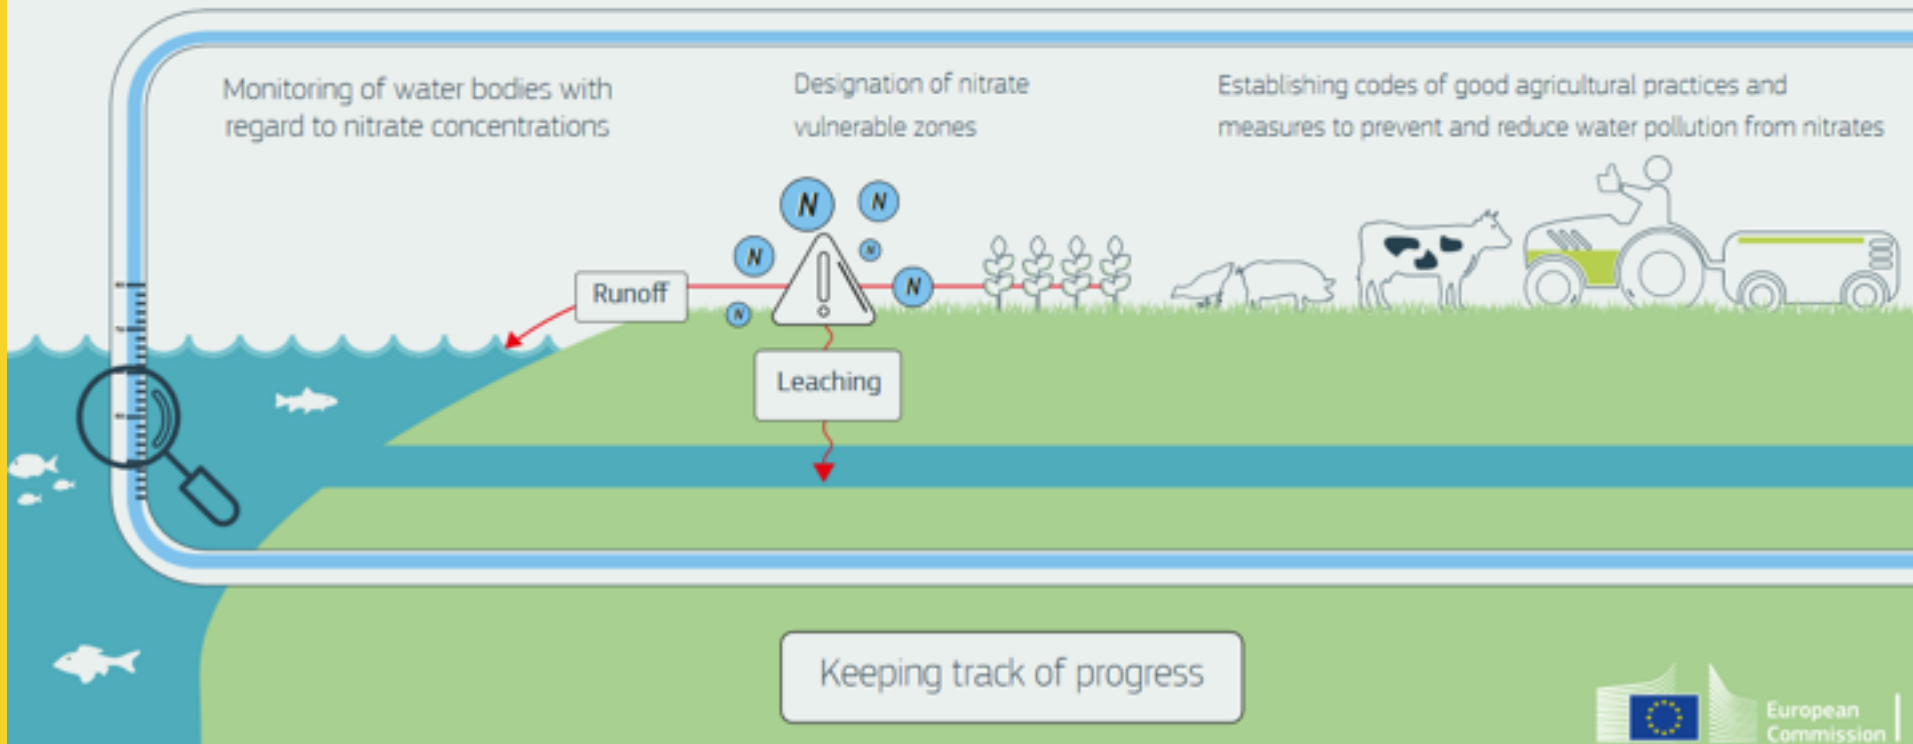 Monitoring of water bodies with
regard to nitrate concentrations
Designation of nitrate
vulnerable zones
Establishing codes of good agricultural practices and
measures to prevent and reduce water pollution from nitrates
N
N
N
N
N
N
Runoff
Leaching
Keeping track of progress
European
Commission